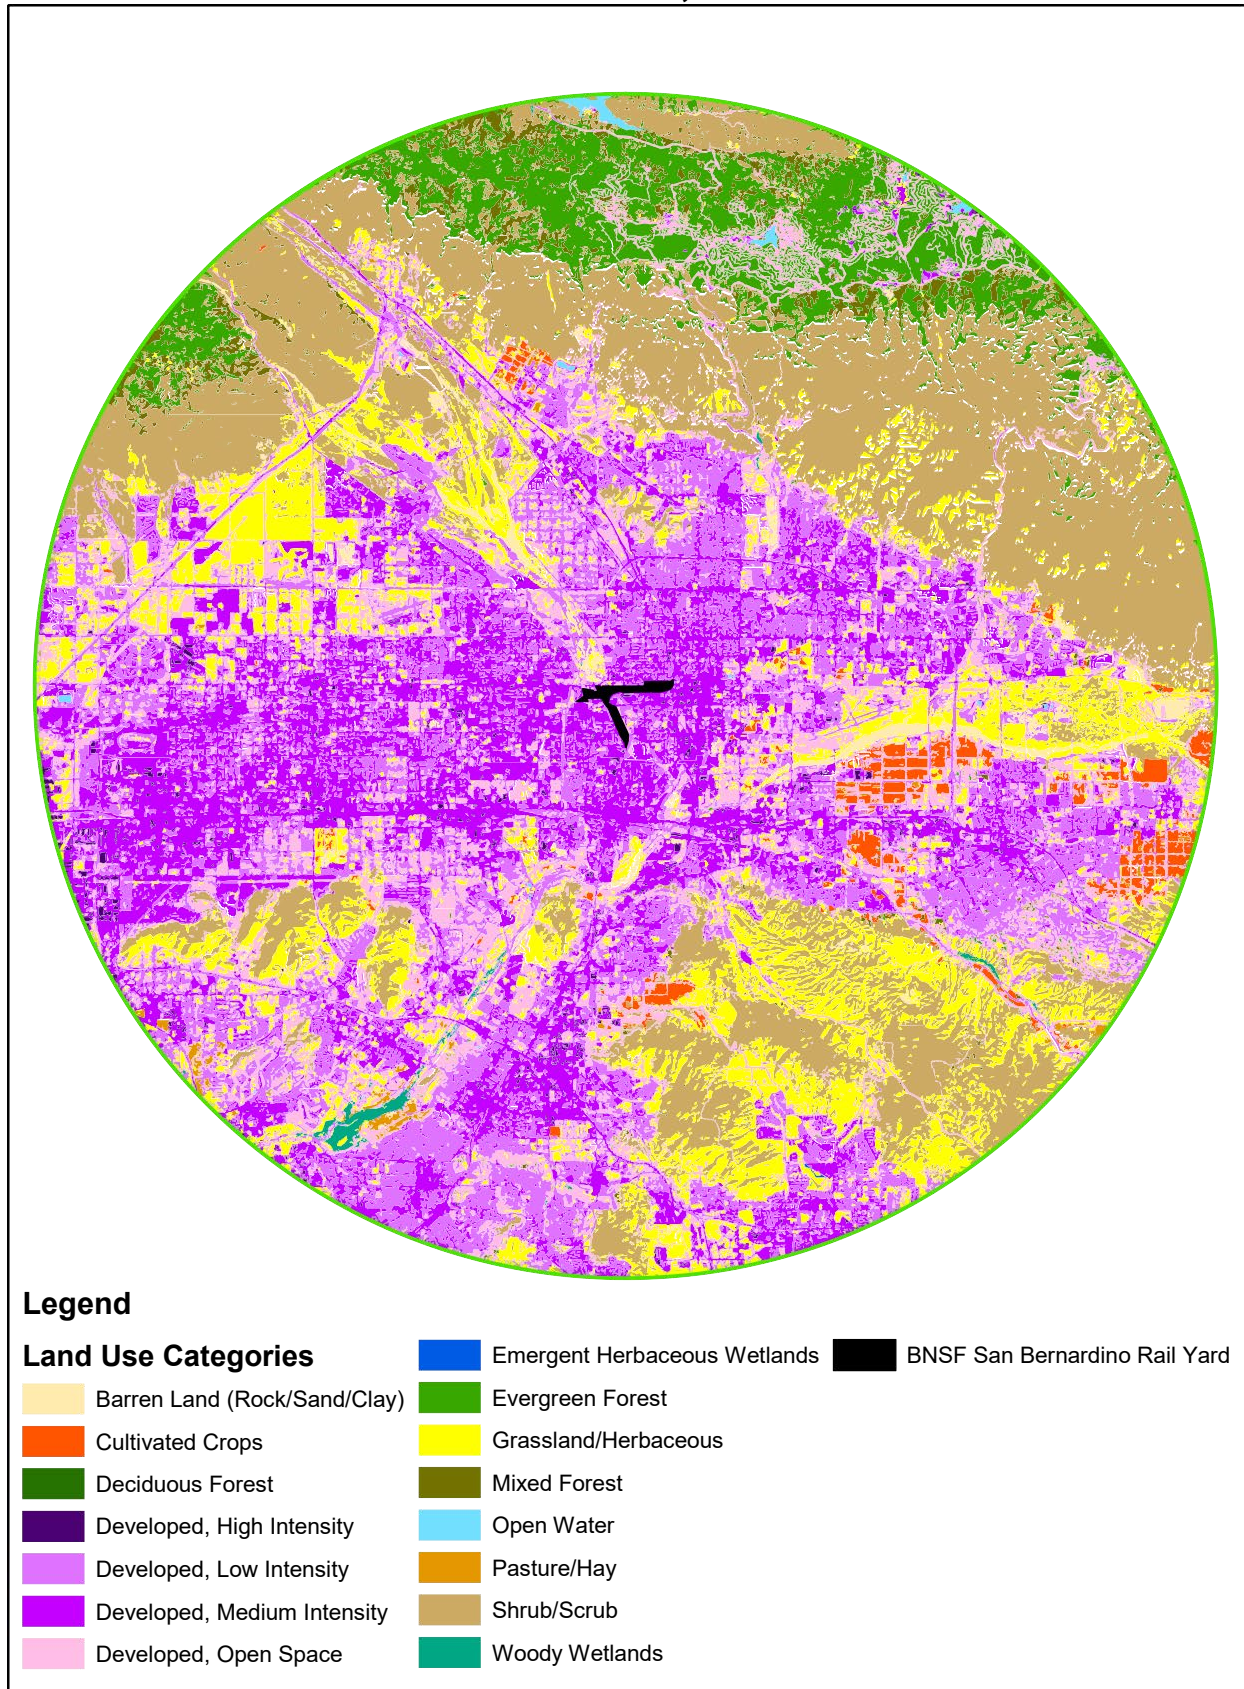 Legend
Land Use Categories
Barren Land (Rock/Sand/Clay)
Cultivated Crops
Deciduous Forest
Developed, High Intensity
Developed, Low Intensity
Developed, Medium Intensity
Developed, Open Space
Emergent Herbaceous Wetlands
Evergreen Forest
Grassland/Herbaceous
Mixed Forest
Open Water
Pasture/Hay
Shrub/Scrub
Woody Wetlands
BNSF San Bernardino Rail Yard